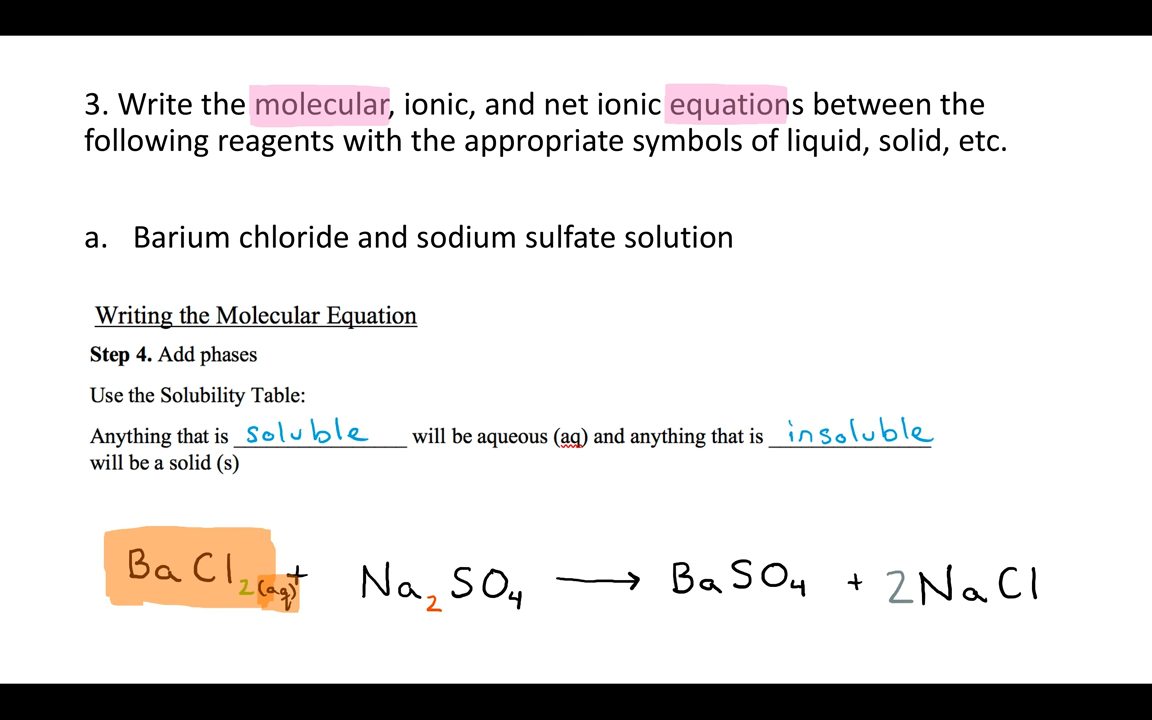 3. Write the molecular, ionic, and net ionic equations between the
following reagents with the appropriate symbols of liquid, solid, etc.
a. Barium chloride and sodium sulfate solution
Writing the Molecular Equation
Step 4. Add phases
Use the Solubility Table:
Anything that is soluble will be aqueous (aq) and anything that is insoluble
will be a solid (s)
BaCl₂(aq) + Na₂SO₄ → BaSO₄ + 2NaCl